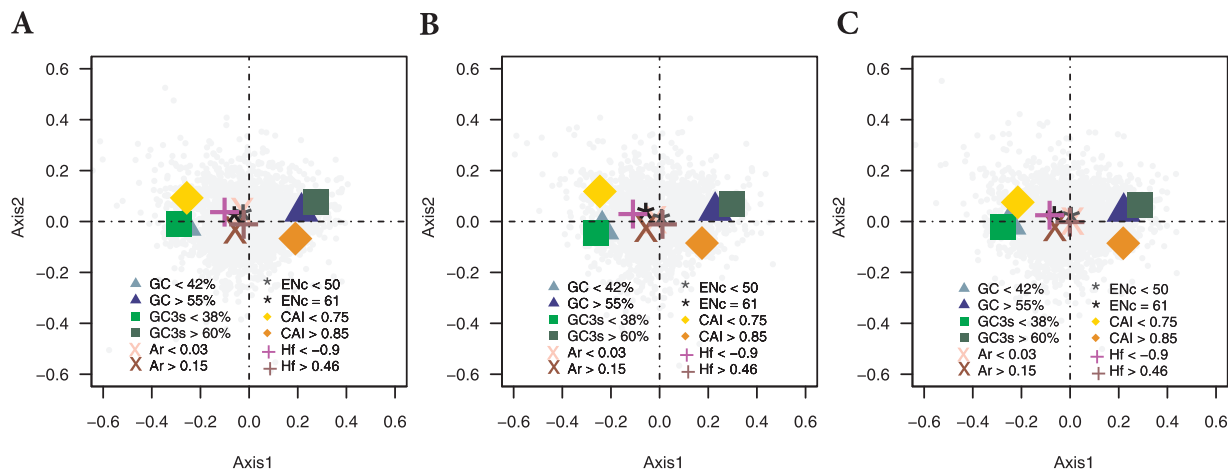 A
B
C
Axis2
0.6
0.4
0.2
0.0
−0.2
−0.4
−0.6
GC < 42%
GC > 55%
GC3s < 38%
GC3s > 60%
Ar < 0.03
Ar > 0.15
ENc < 50
ENc = 61
CAI < 0.75
CAI > 0.85
Hf < −0.9
Hf > 0.46
−0.6 −0.4 −0.2 0.0 0.2 0.4 0.6
Axis1
Axis2
0.6
0.4
0.2
0.0
−0.2
−0.4
−0.6
GC < 42%
GC > 55%
GC3s < 38%
GC3s > 60%
Ar < 0.03
Ar > 0.15
ENc < 50
ENc = 61
CAI < 0.75
CAI > 0.85
Hf < −0.9
Hf > 0.46
−0.6 −0.4 −0.2 0.0 0.2 0.4 0.6
Axis1
Axis2
0.6
0.4
0.2
0.0
−0.2
−0.4
−0.6
GC < 42%
GC > 55%
GC3s < 38%
GC3s > 60%
Ar < 0.03
Ar > 0.15
ENc < 50
ENc = 61
CAI < 0.75
CAI > 0.85
Hf < −0.9
Hf > 0.46
−0.6 −0.4 −0.2 0.0 0.2 0.4 0.6
Axis1